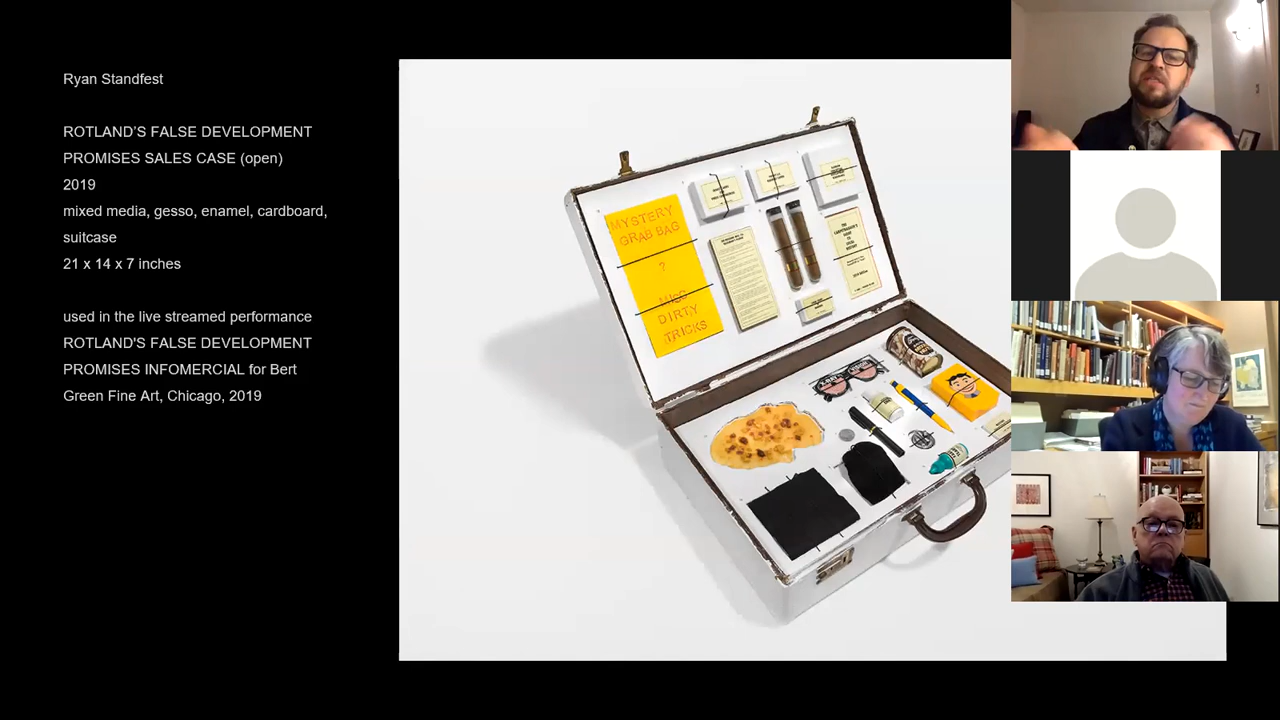 Ryan Standfest
ROTLAND'S FALSE DEVELOPMENT
PROMISES SALES CASE (open)
2019
mixed media, gesso, enamel, cardboard,
suitcase
21 x 14 x 7 inches
used in the live streamed performance
ROTLAND'S FALSE DEVELOPMENT
PROMISES INFOMERCIAL for Bert
Green Fine Art, Chicago, 2019
MYSTERY
GRAB BAG
?
MISC
DIRTY
TRICKS